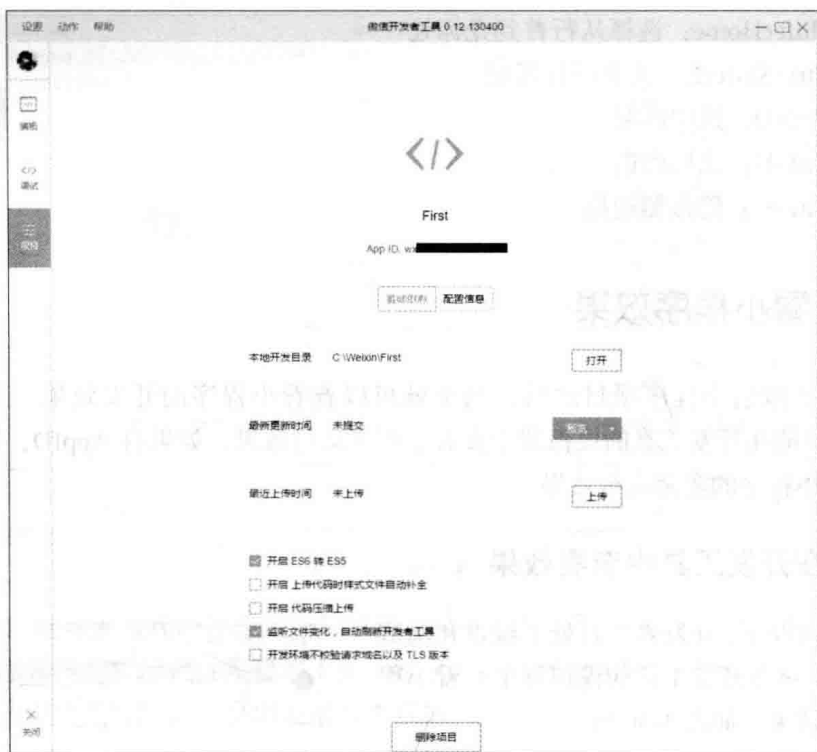 设置 动作 帮助 微信开发者工具 0.12.130400
编辑
调试
项目
关闭
</>
First
App ID: wx
基础信息 配置信息
本地开发目录 C:\Weixin\First 打开
最新更新时间 未提交 预览
最近上传时间 未上传 上传
开启 ES6 转 ES5
开启 上传代码时样式文件自动补全
开启 代码压缩上传
监听文件变化，自动刷新开发者工具
开发环境不校验请求域名以及 TLS 版本
删除项目